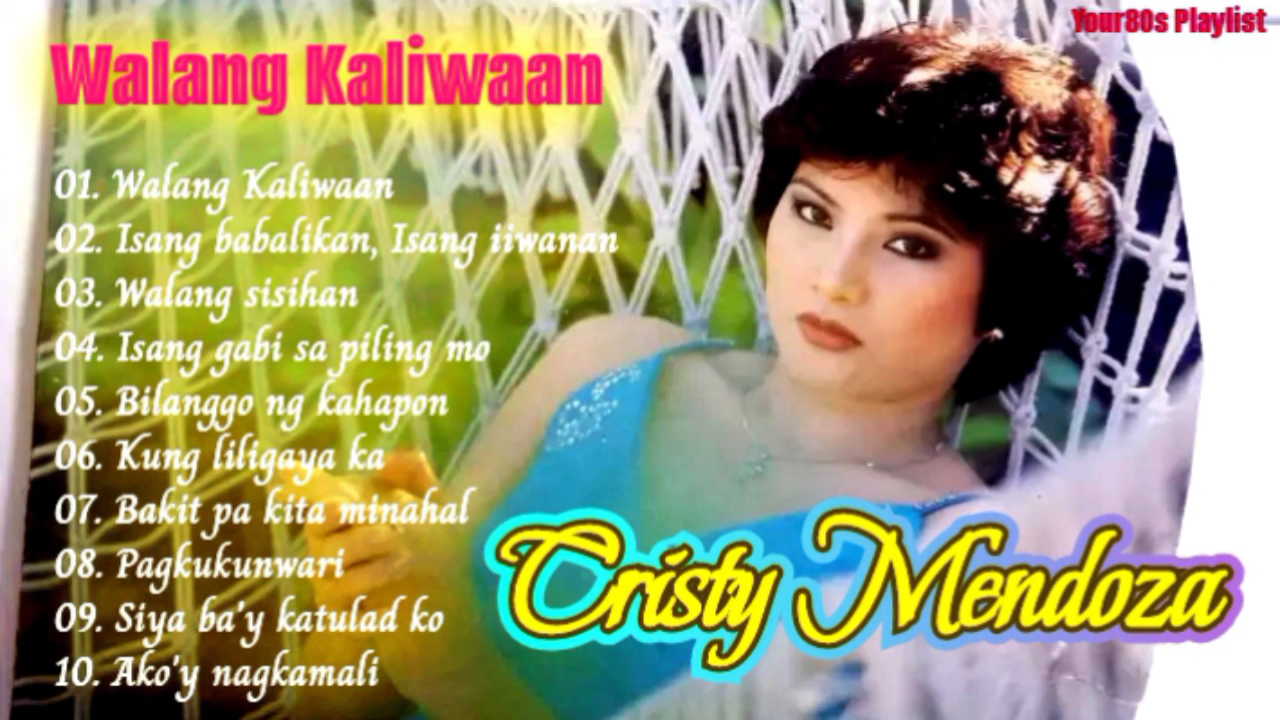 Your80s Playlist
Walang Kaliwaan
01. Walang Kaliwaan
02. Isang babalikan, Isang iiwanan
03. Walang sisihan
04. Isang gabi sa piling mo
05. Bilanggo ng kahapon
06. Kung liligaya ka
07. Bakit pa kita minahal
08. Pagkukunwari
09. Siya ba'y katulad ko
10. Ako'y nagkamali
Cristy Mendoza